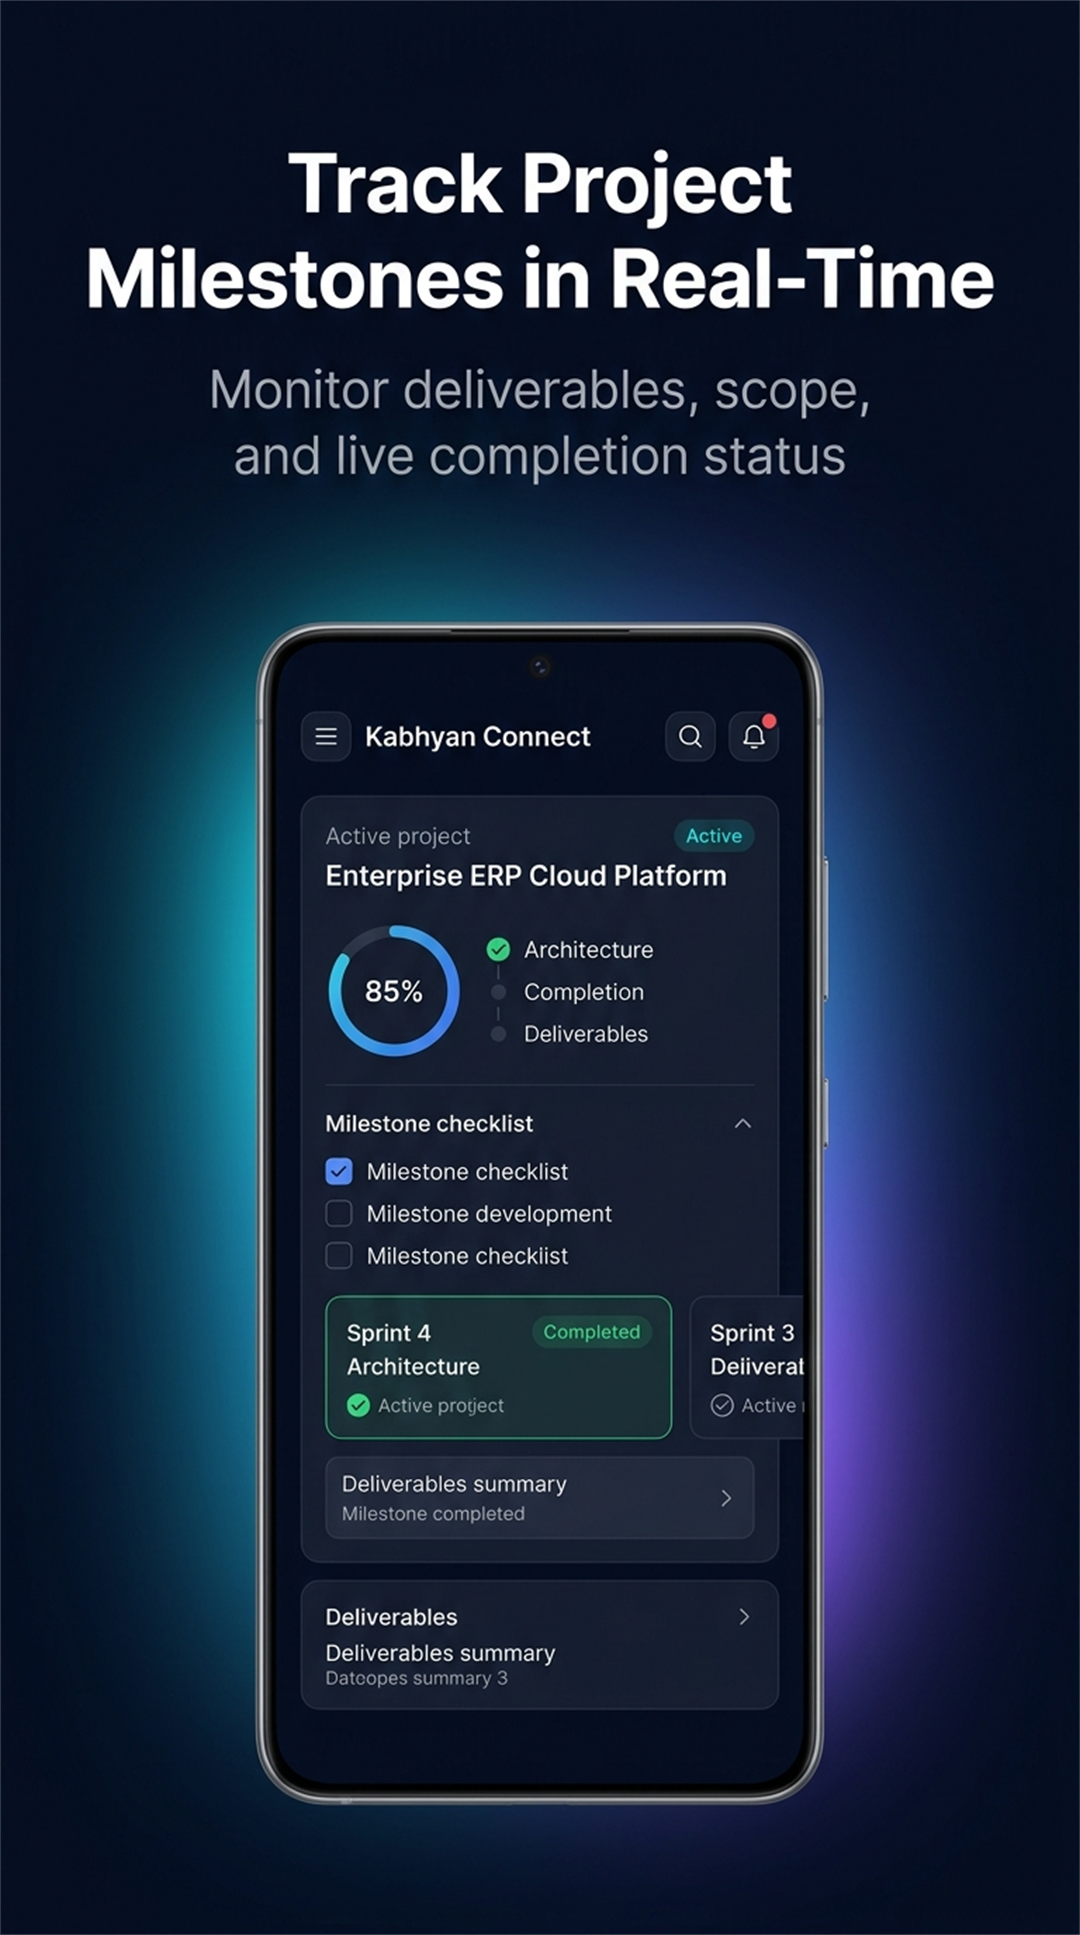 Track Project
Milestones in Real-Time
Monitor deliverables, scope,
and live completion status
Kabhyan Connect
Active project
Active
Enterprise ERP Cloud Platform
85%
Architecture
Completion
Deliverables
Milestone checklist
Milestone checklist
Milestone development
Milestone checklist
Sprint 4
Completed
Architecture
Active project
Sprint 3
Deliverat
Active
Deliverables summary
Milestone completed
Deliverables
Deliverables summary
Datcopes summary 3